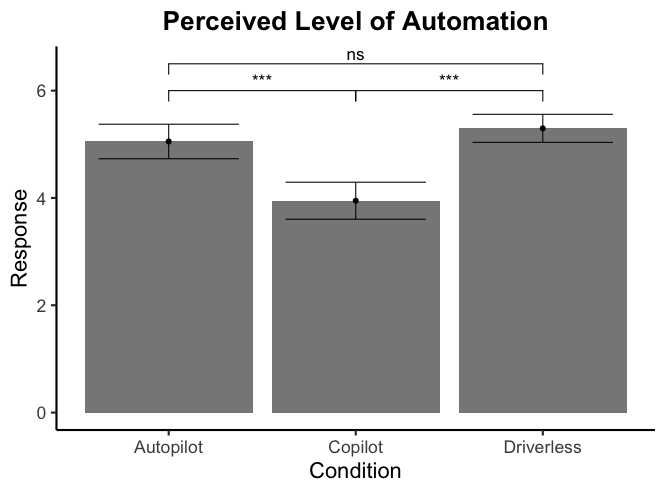 Perceived Level of Automation
ns
*** ***
6
4
2
0
Response
Autopilot Copilot Driverless
Condition